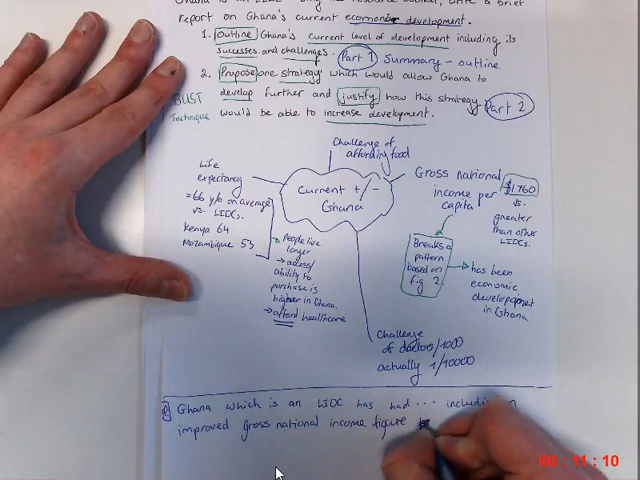 Ghana is an LIDC using the resource booklet, write a brief
report on Ghana's current economic development.
1. Outline Ghana's current level of development including its
successes and challenges.
Part 1 Summary - outline
2. Propose one strategy which would allow Ghana to
develop further and justify how this strategy
would be able to increase development.
Part 2
BUST
Technique
Challenge of
affording food
Current +/-
Ghana
Life
expectancy
= 66 y/o on average
vs. LIDCs.
Kenya 64
Mozambique 53
People live
longer
→ access/
ability to
purchase is
higher in Ghana.
→ afford healthcare
Gross national
income per
capita
$1760
vs.
greater
than other
LIDCs.
Breaks a
pattern
based on
fig 2.
has been
economic
development
in Ghana
Challenge
of doctors/1000
actually 1/10000
Ghana which is an LIDC has had ... including an
improved gross national income figure
00:11:10